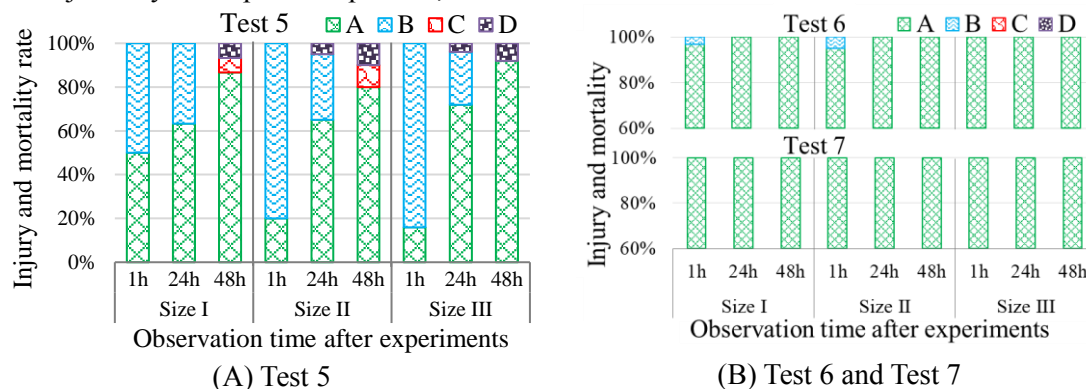 Test 5 A B C D
100%
80%
60%
40%
20%
0%
Injury and mortality rate
1h 24h 48h 1h 24h 48h 1h 24h 48h
Size I Size II Size III
Observation time after experiments
(A) Test 5
Test 6 A B C D
100%
80%
60%
Test 7
100%
80%
60%
Injury and mortality
1h 24h 48h 1h 24h 48h 1h 24h 48h
Size I Size II Size III
Observation time after experiments
(B) Test 6 and Test 7